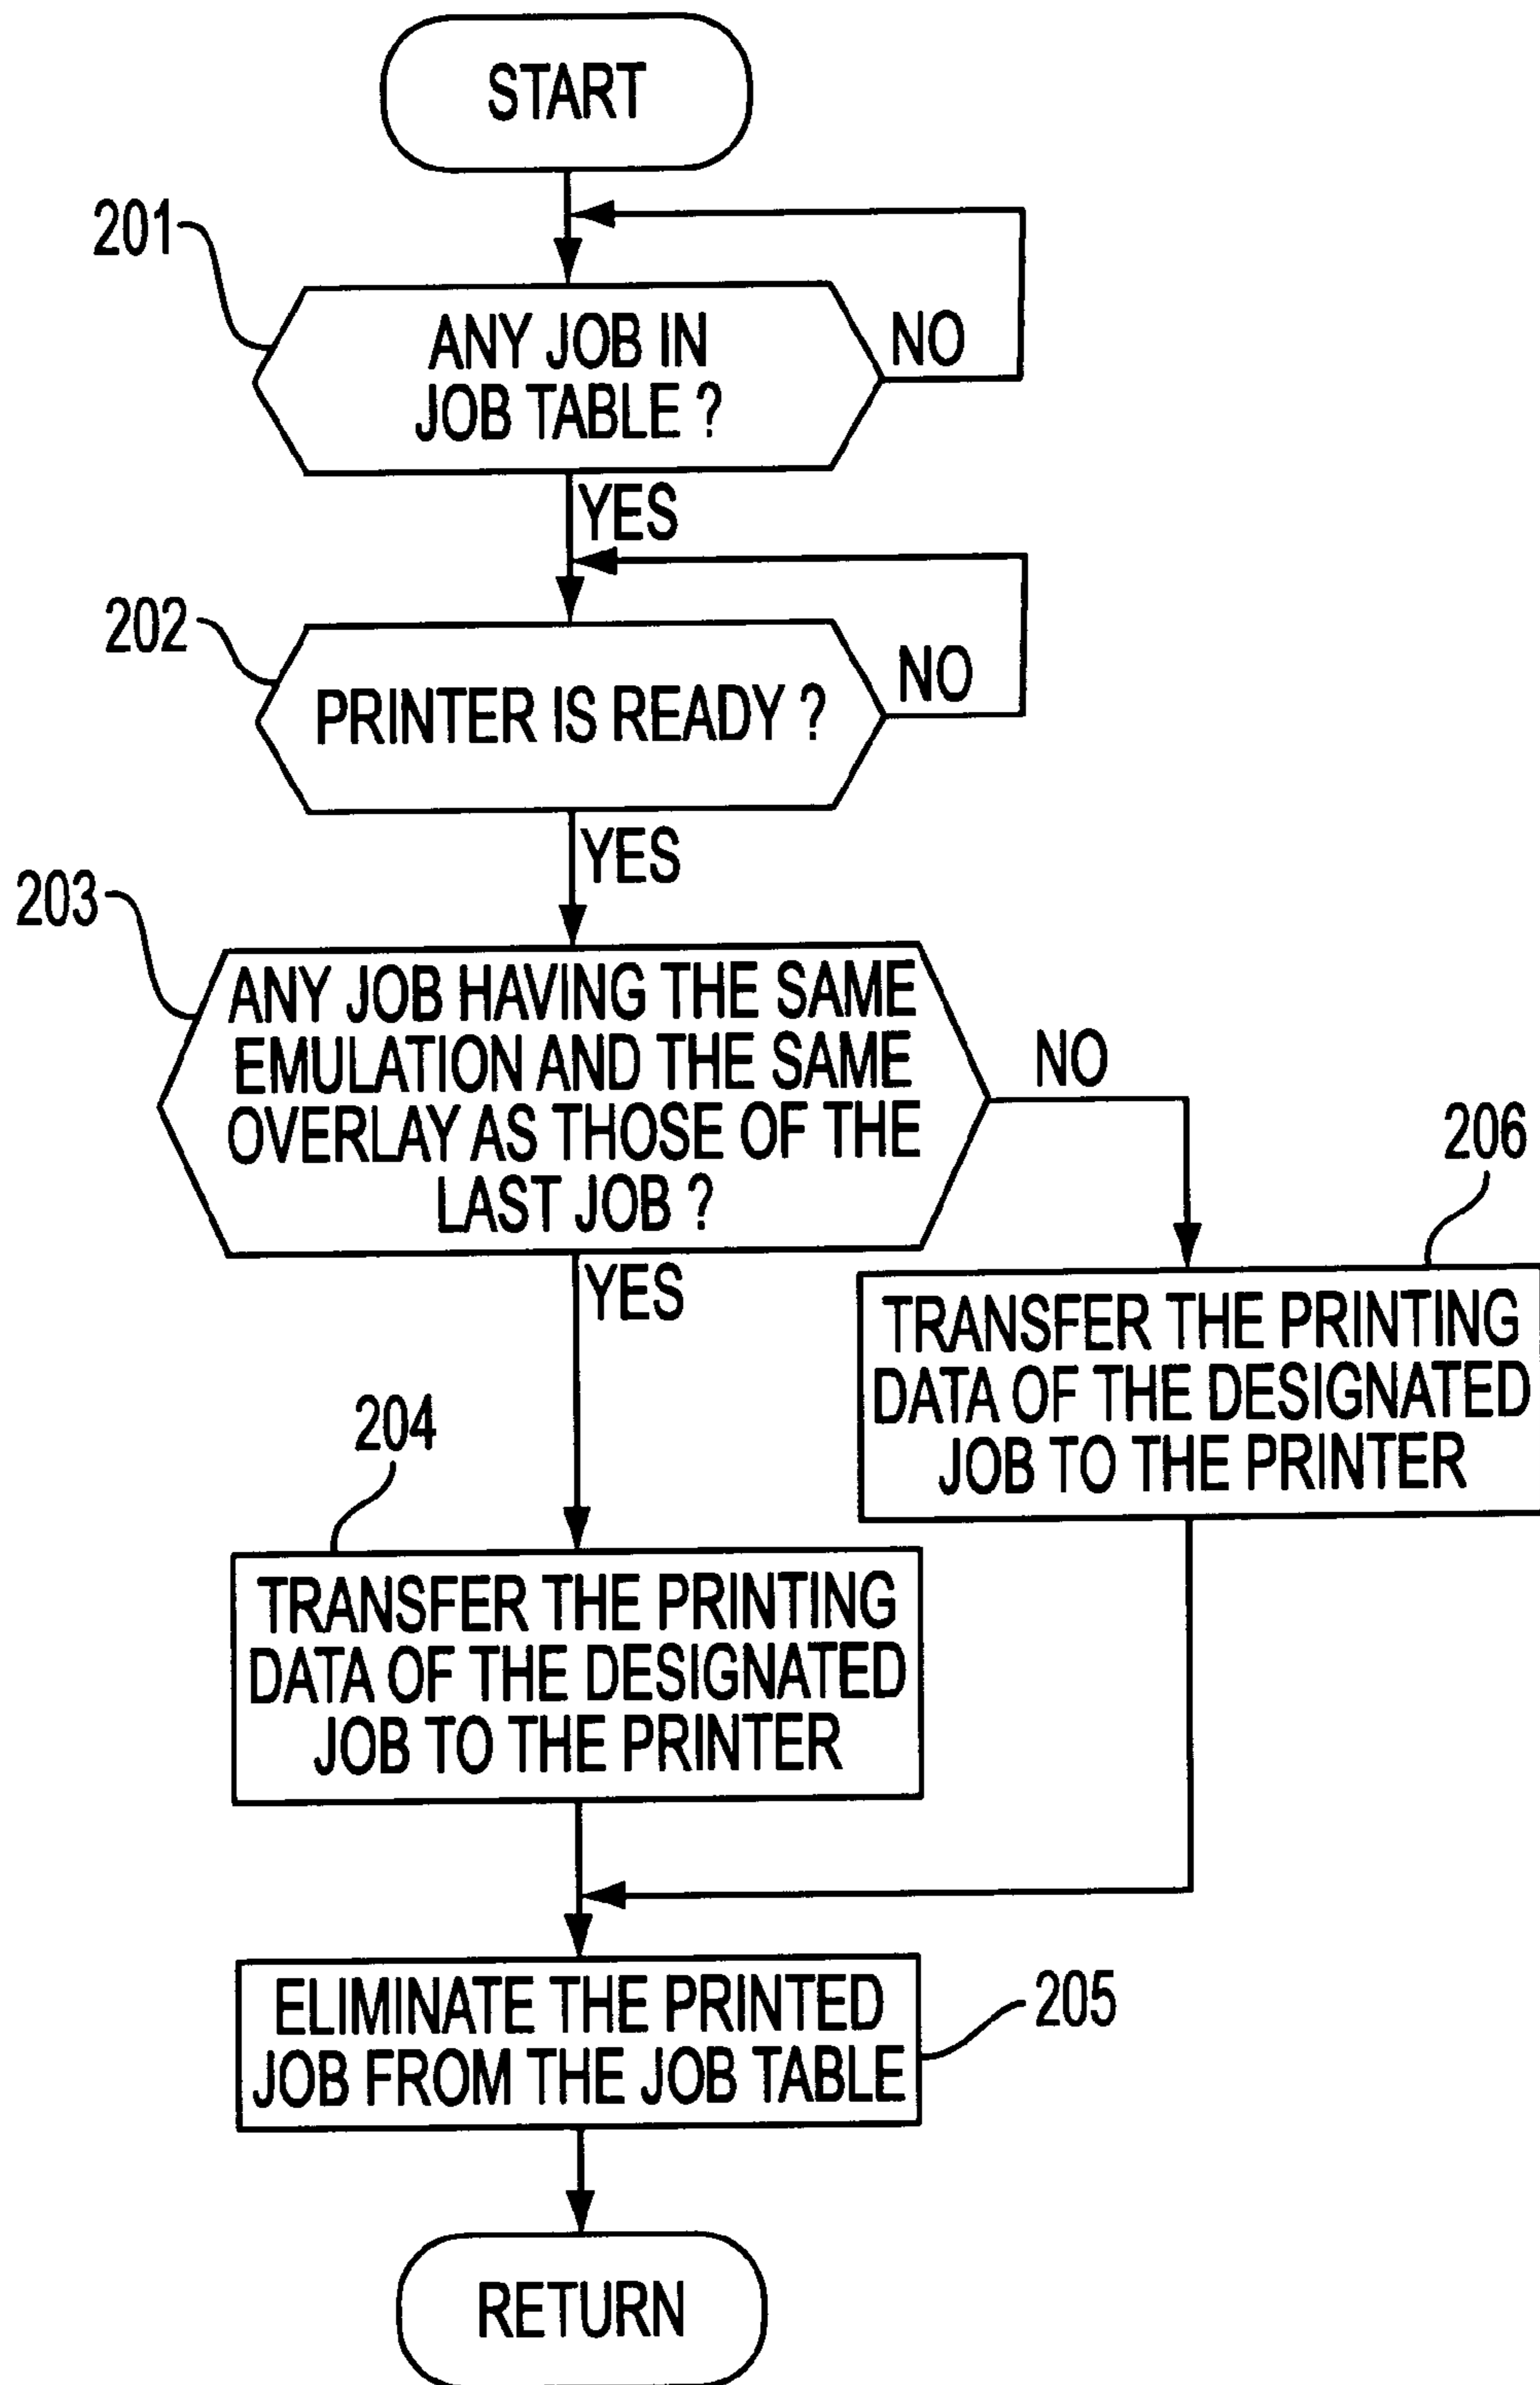 START
201
ANY JOB IN
JOB TABLE ?
NO
YES
202
PRINTER IS READY ?
NO
YES
203
ANY JOB HAVING THE SAME
EMULATION AND THE SAME
OVERLAY AS THOSE OF THE
LAST JOB ?
NO
YES
206
TRANSFER THE PRINTING
DATA OF THE DESIGNATED
JOB TO THE PRINTER
204
TRANSFER THE PRINTING
DATA OF THE DESIGNATED
JOB TO THE PRINTER
ELIMINATE THE PRINTED
JOB FROM THE JOB TABLE
205
RETURN